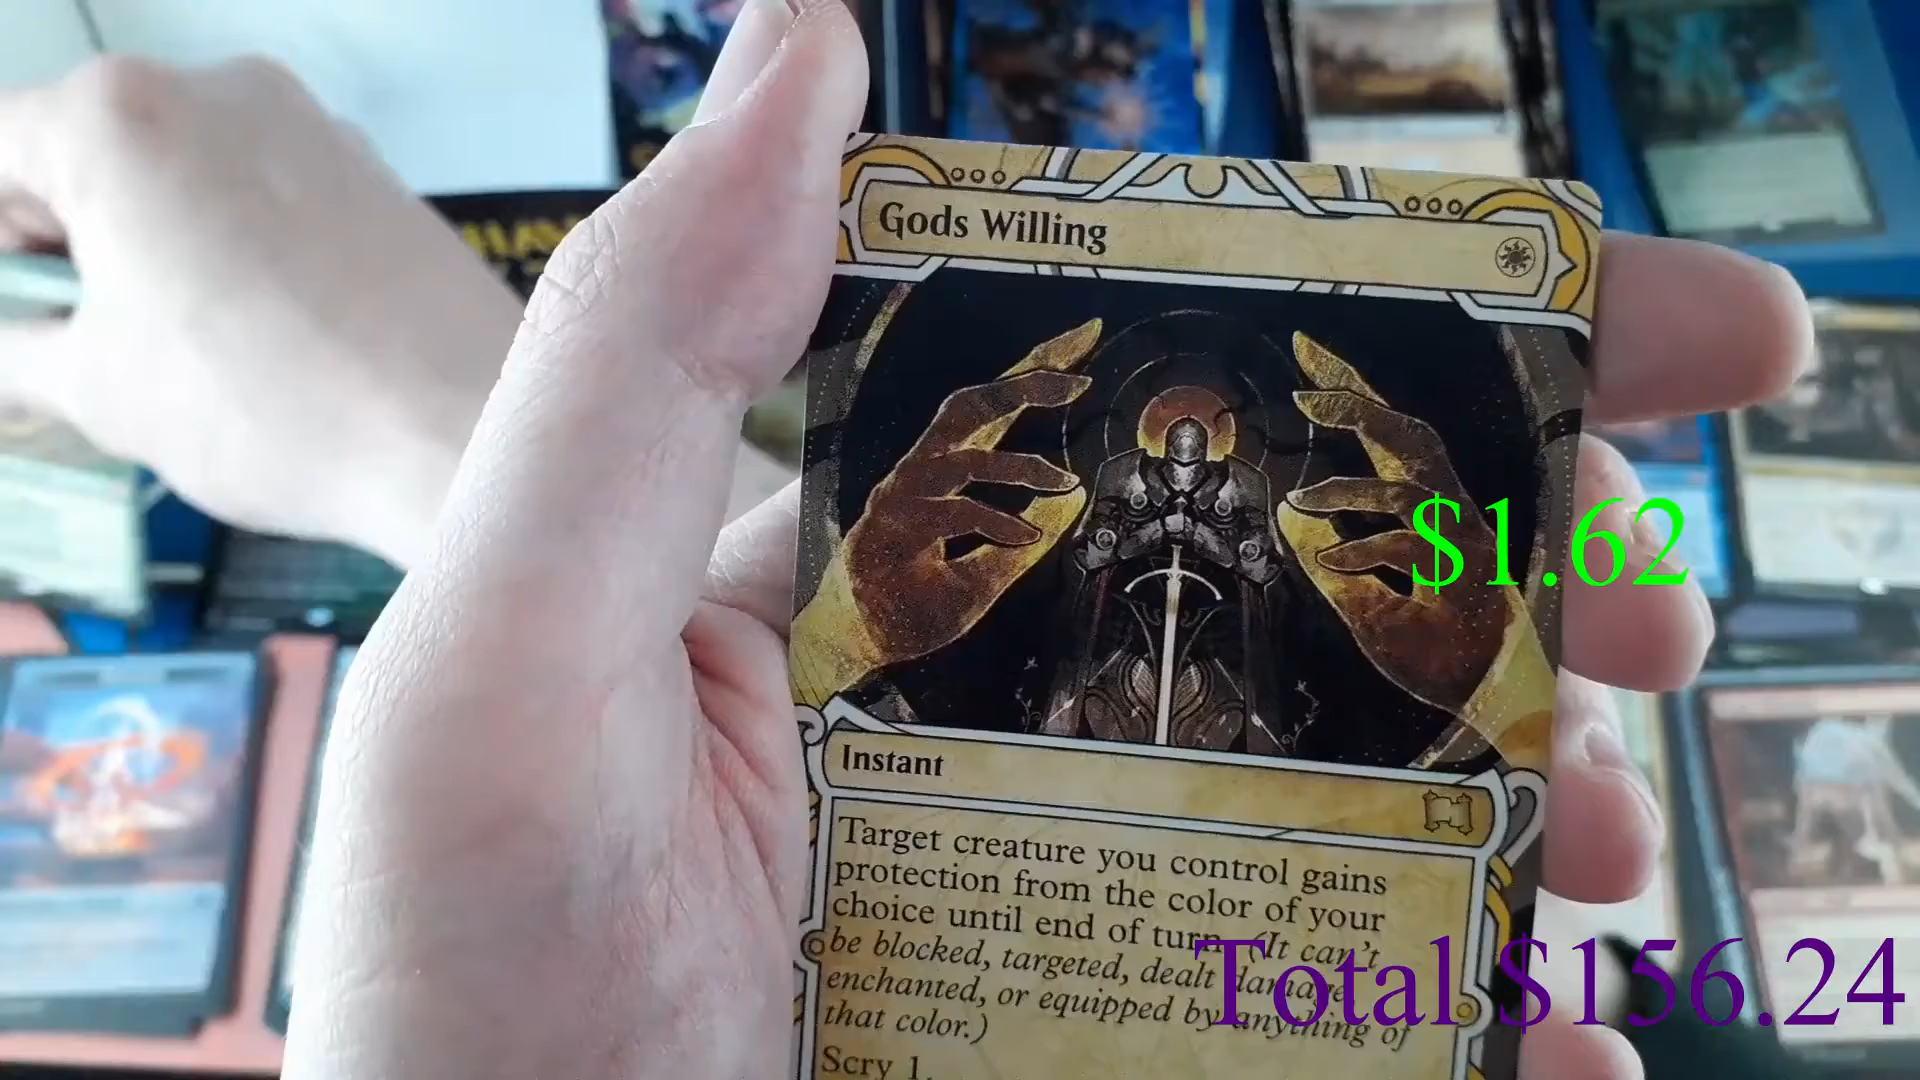 Gods Willing
$1.62
Instant
Target creature you control gains
protection from the color of your
choice until end of turn. (It can't
be blocked, targeted, dealt damage,
enchanted, or equipped by anything of
that color.)
Scry 1.
Total $156.24